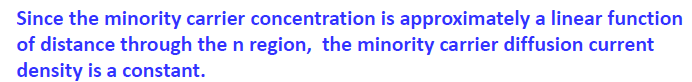 Since the minority carrier concentration is approximately a linear function
of distance through the n region, the minority carrier diffusion current
density is a constant.